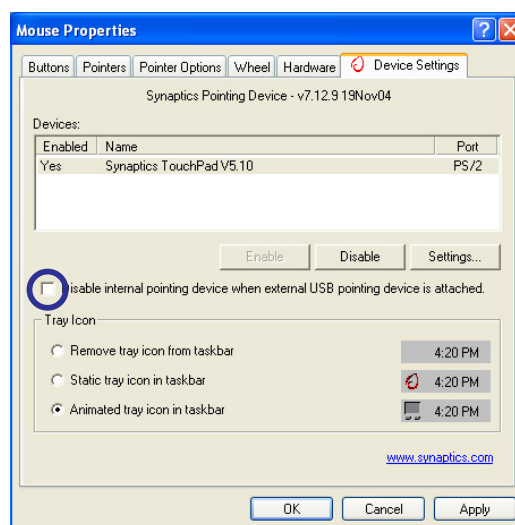 Mouse Properties
Buttons Pointers Pointer Options Wheel Hardware Device Settings
Synaptics Pointing Device - v7.12.9 19Nov04
Devices:
Enabled Name Port
Yes Synaptics TouchPad V5.10 PS/2
Enable Disable Settings...
Disable internal pointing device when external USB pointing device is attached.
Tray Icon
Remove tray icon from taskbar 4:20 PM
Static tray icon in taskbar 4:20 PM
Animated tray icon in taskbar 4:20 PM
www.synaptics.com
OK Cancel Apply